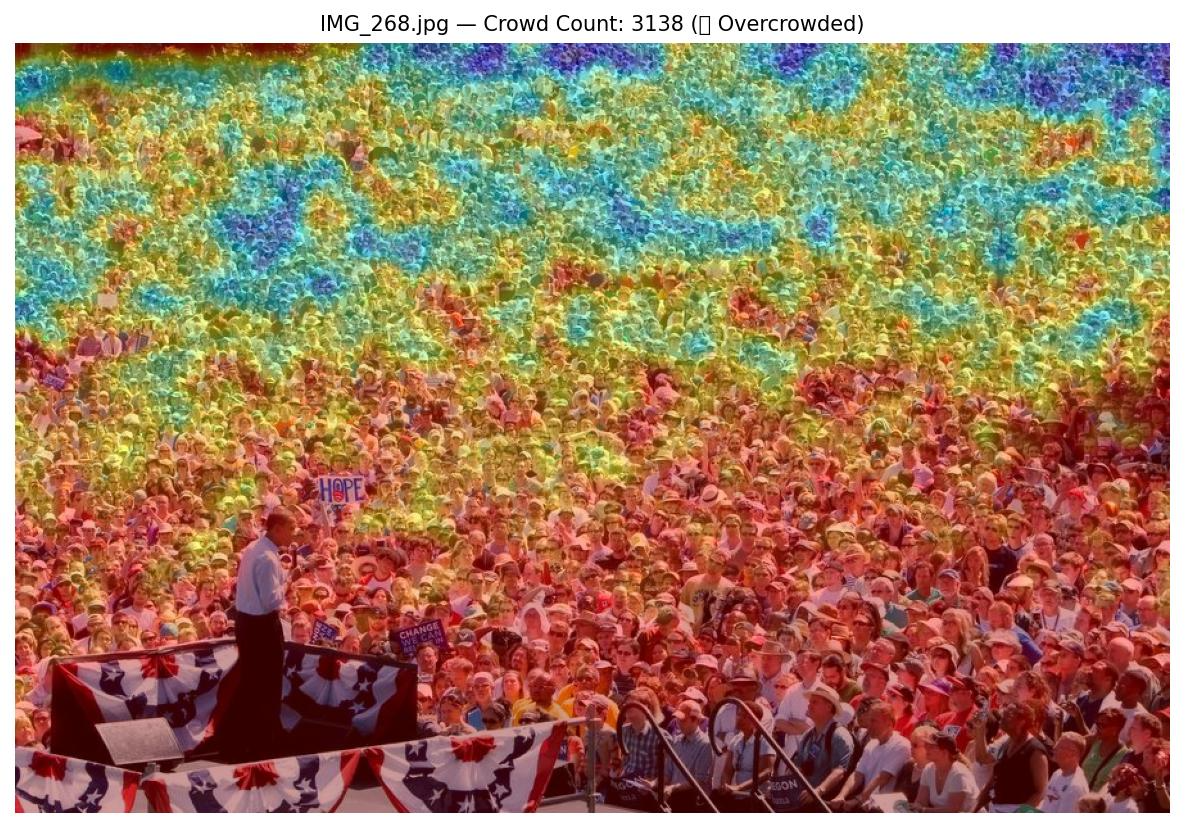 IMG_268.jpg — Crowd Count: 3138 (▯ Overcrowded)
HOPE
CHANGE
WE CAN